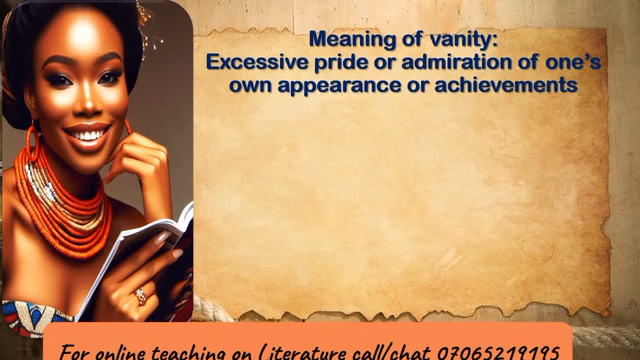 Meaning of vanity:
Excessive pride or admiration of one's
own appearance or achievements
For online teaching on Literature call/chat 07065219195